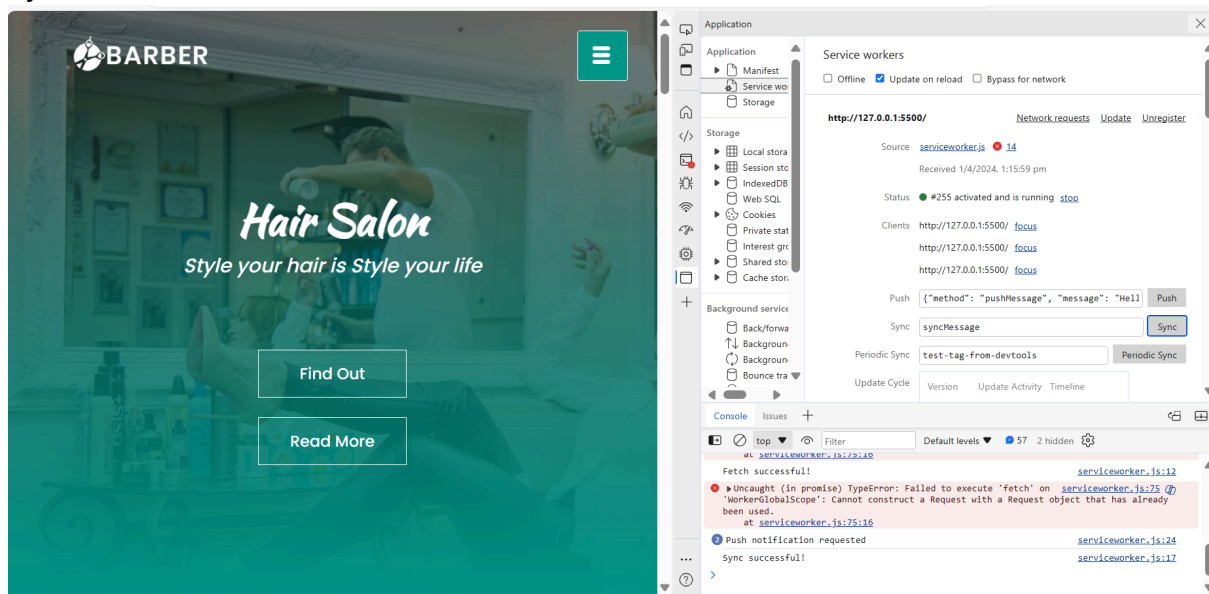 BARBER
Hair Salon
Style your hair is Style your life
Find Out
Read More
Application
Application
Manifest
Service wo
Storage
Storage
Local stora
Session sto
IndexedDB
Web SQL
Cookies
Private stat
Interest gro
Shared sto
Cache stor
Background service
Back/forwa
Backgroun
Backgroun
Bounce tra
Service workers
Offline Update on reload Bypass for network
http://127.0.0.1:5500/ Network requests Update Unregister
Source serviceworker.js 14
Received 1/4/2024, 1:15:59 pm
Status #255 activated and is running stop
Clients http://127.0.0.1:5500/ focus
http://127.0.0.1:5500/ focus
http://127.0.0.1:5500/ focus
Push {"method": "pushMessage", "message": "Hell Push
Sync syncMessage Sync
Periodic Sync test-tag-from-devtools Periodic Sync
Update Cycle Version Update Activity Timeline
Console Issues
top Filter Default levels 57 2 hidden
at serviceworker.js:75:16
Fetch successful! serviceworker.js:12
Uncaught (in promise) TypeError: Failed to execute 'fetch' on serviceworker.js:75
'WorkerGlobalScope': Cannot construct a Request with a Request object that has already
been used.
at serviceworker.js:75:16
2 Push notification requested serviceworker.js:24
Sync successful! serviceworker.js:17